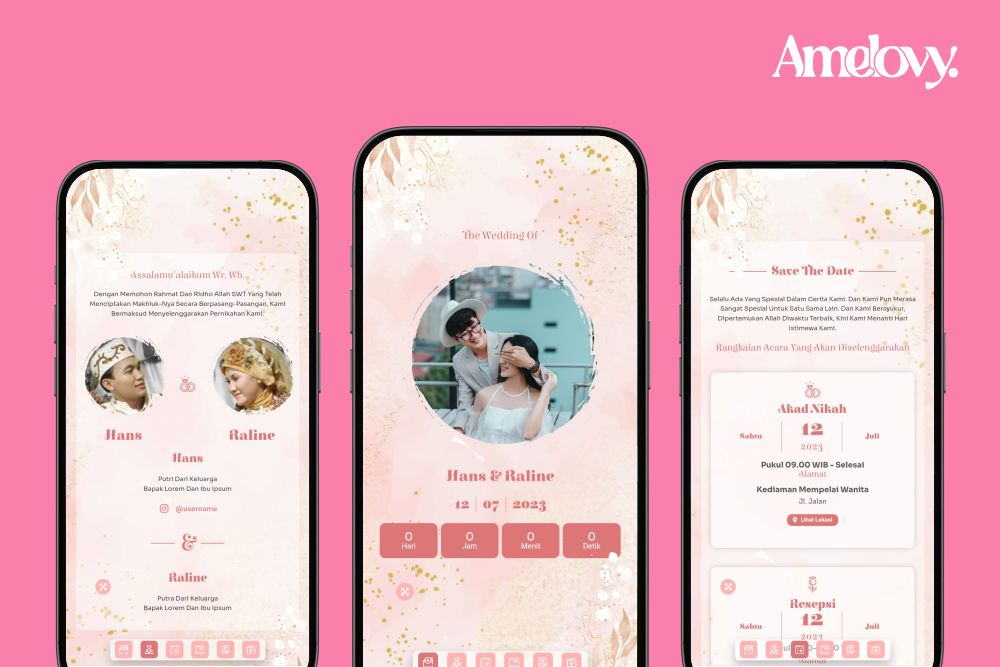 Amelovy.
Assalamu'alaikum Wr. Wb.
Dengan Memohon Rahmat Dan Ridho Allah SWT Yang Telah
Menciptakan Makhluk-Nya Secara Berpasang-Pasangan, Kami
Bermaksud Menyelenggarakan Pernikahan Kami.
Hans
Raline
Hans
Putri Dari Keluarga
Bapak Lorem Dan Ibu Ipsum
@username
&
Raline
Putra Dari Keluarga
Bapak Lorem Dan Ibu Ipsum
The Wedding Of
Hans & Raline
12 07 2023
0 0 0 0
Hari Jam Menit Detik
Save The Date
Selalu Ada Yang Spesial Dalam Cerita Kami. Dan Kami Pun Merasa
Sangat Spesial Untuk Satu Sama Lain. Dan Kami Bersyukur,
Dipertemukan Allah Diwaktu Terbaik, Kini Kami Menanti Hari
Istimewa Kami.
Rangkaian Acara Yang Akan Diselenggarakan
Akad Nikah
Sabtu 12 Juli
2023
Pukul 09.00 WIB - Selesai
Alamat
Kediaman Mempelai Wanita
Jl. Jalan
Lihat Lokasi
Resepsi
Sabtu 12 Juli
2023
Alamat